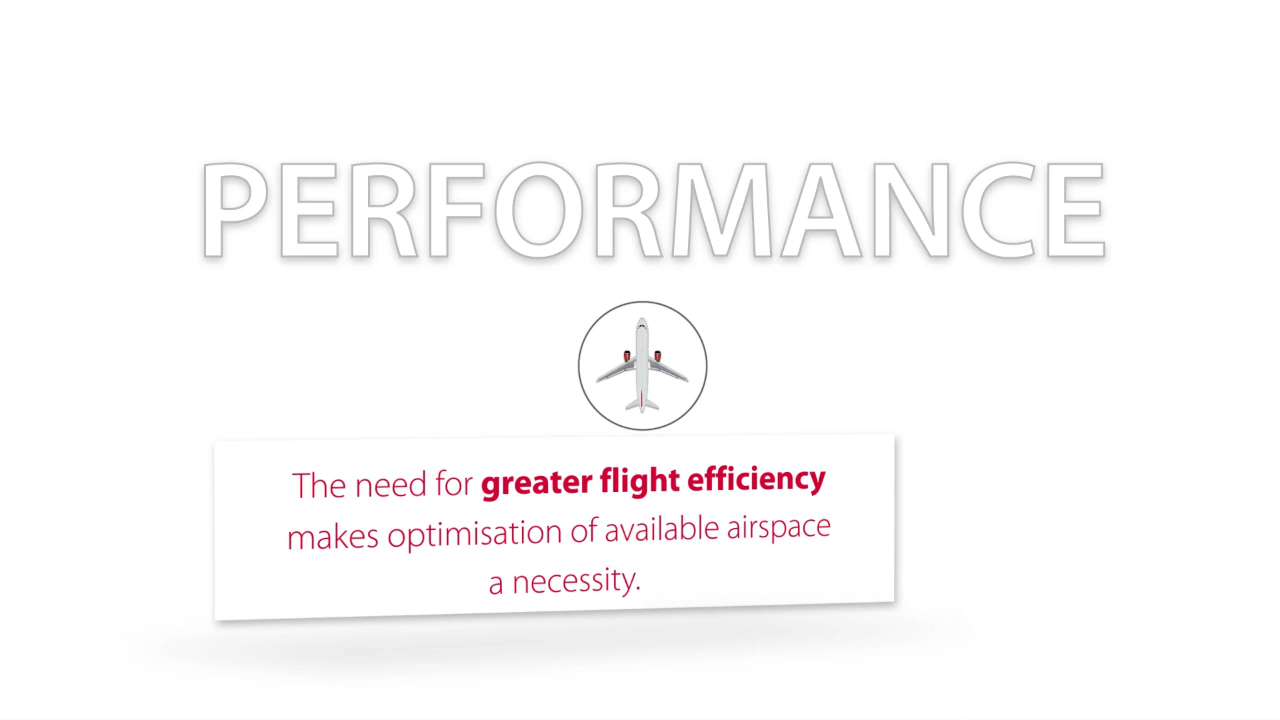 PERFORMANCE
The need for greater flight efficiency
makes optimisation of available airspace
a necessity.